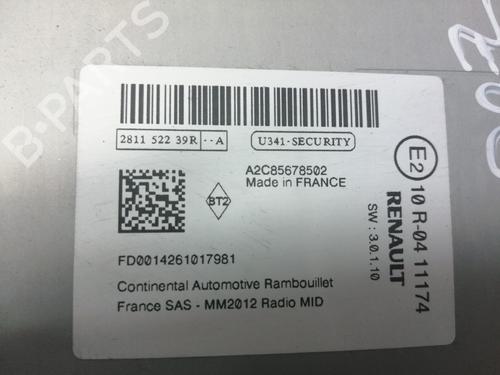 2811 522 39R --A U341-SECURITY
BT2
A2C85678502
Made in FRANCE
FD0014261017981
Continental Automotive Rambouillet
France SAS - MM2012 Radio MID
E2 10 R-04 11174
RENAULT
SW : 3.0.1.10
B-PARTS